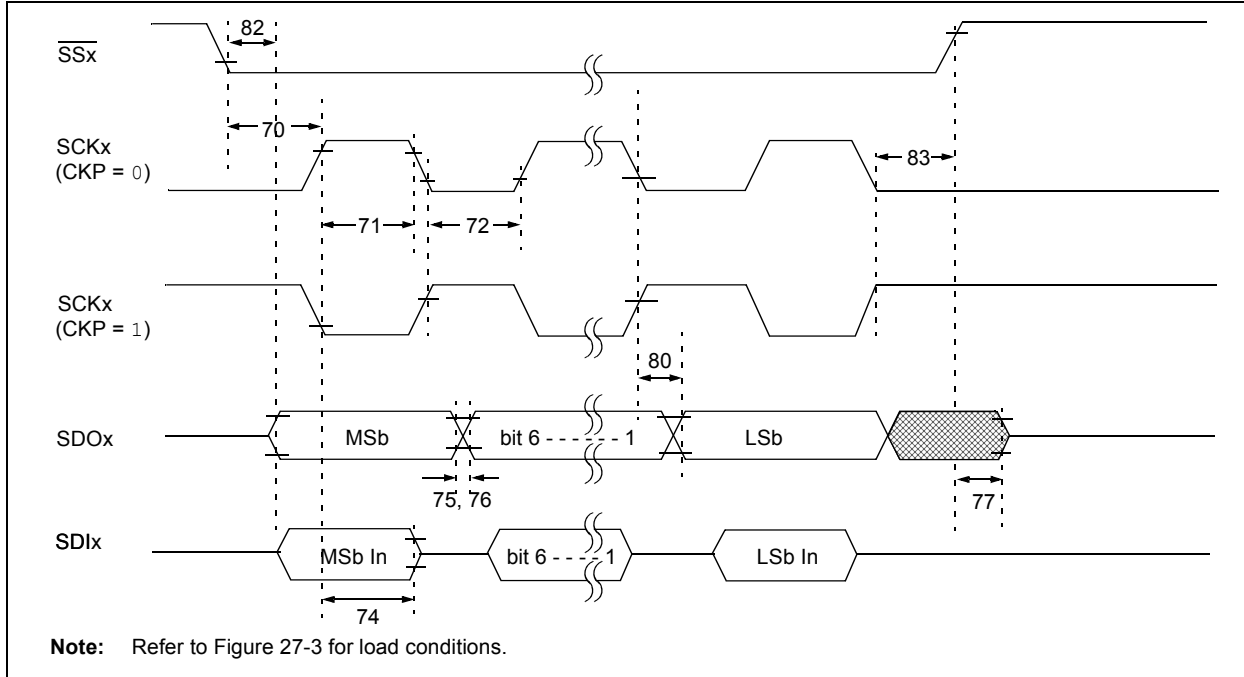 82
SSx
70
SCKx
(CKP = 0)
83
71
72
SCKx
(CKP = 1)
80
SDOx
MSb
bit 6 - - - - - - 1
LSb
75, 76
77
SDIx
MSb In
bit 6 - - - - - 1
LSb In
74
Note: Refer to Figure 27-3 for load conditions.